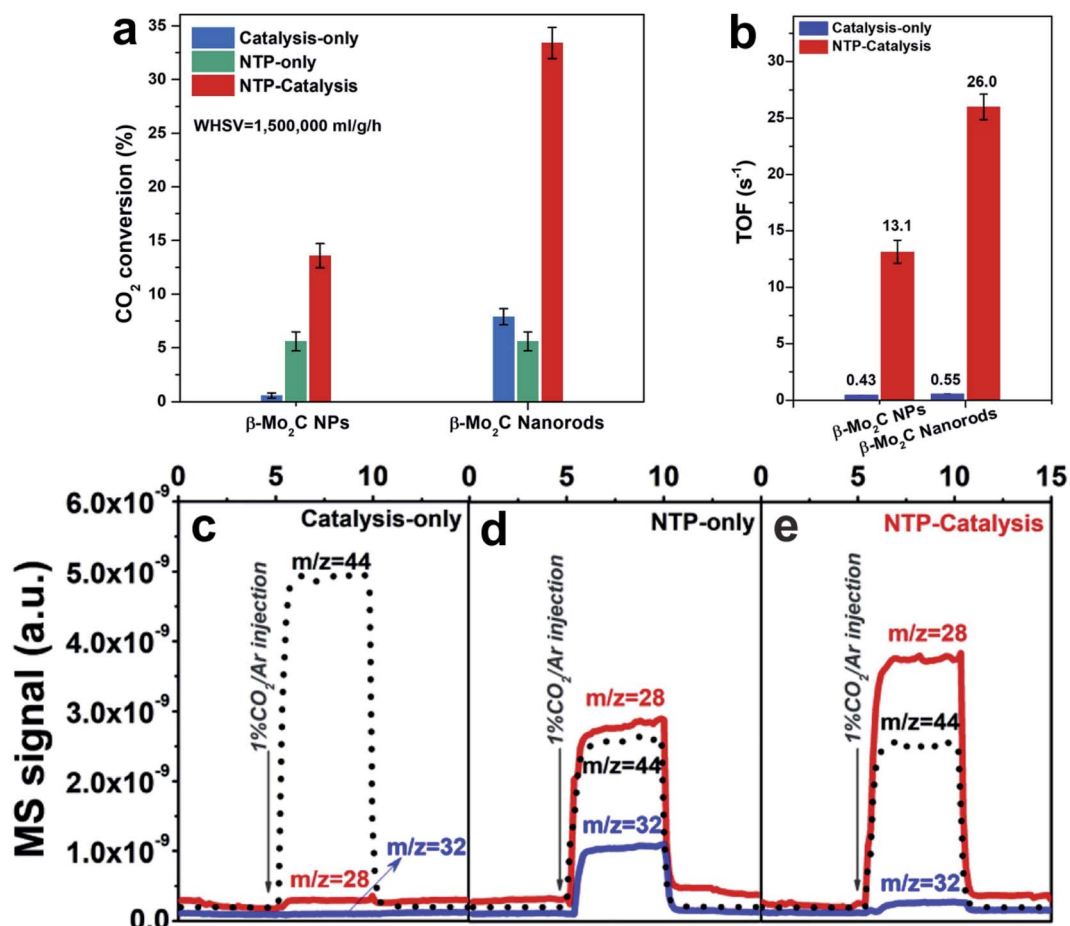 a
Catalysis-only
NTP-only
NTP-Catalysis
WHSV=1,500,000 ml/g/h
CO₂ conversion (%)
35
30
25
20
15
10
5
0
β-Mo₂C NPs
β-Mo₂C Nanorods
b
Catalysis-only
NTP-Catalysis
TOF (s⁻¹)
30
25
20
15
10
5
0
0.43
13.1
0.55
26.0
β-Mo₂C NPs
β-Mo₂C Nanorods
0 5 10 0 5 10 0 5 10 15
MS signal (a.u.)
6.0x10⁻⁹
5.0x10⁻⁹
4.0x10⁻⁹
3.0x10⁻⁹
2.0x10⁻⁹
1.0x10⁻⁹
0.0
c
Catalysis-only
m/z=44
1%CO₂/Ar injection
m/z=32
m/z=28
d
NTP-only
1%CO₂/Ar injection
m/z=28
m/z=44
m/z=32
e
NTP-Catalysis
1%CO₂/Ar injection
m/z=28
m/z=44
m/z=32